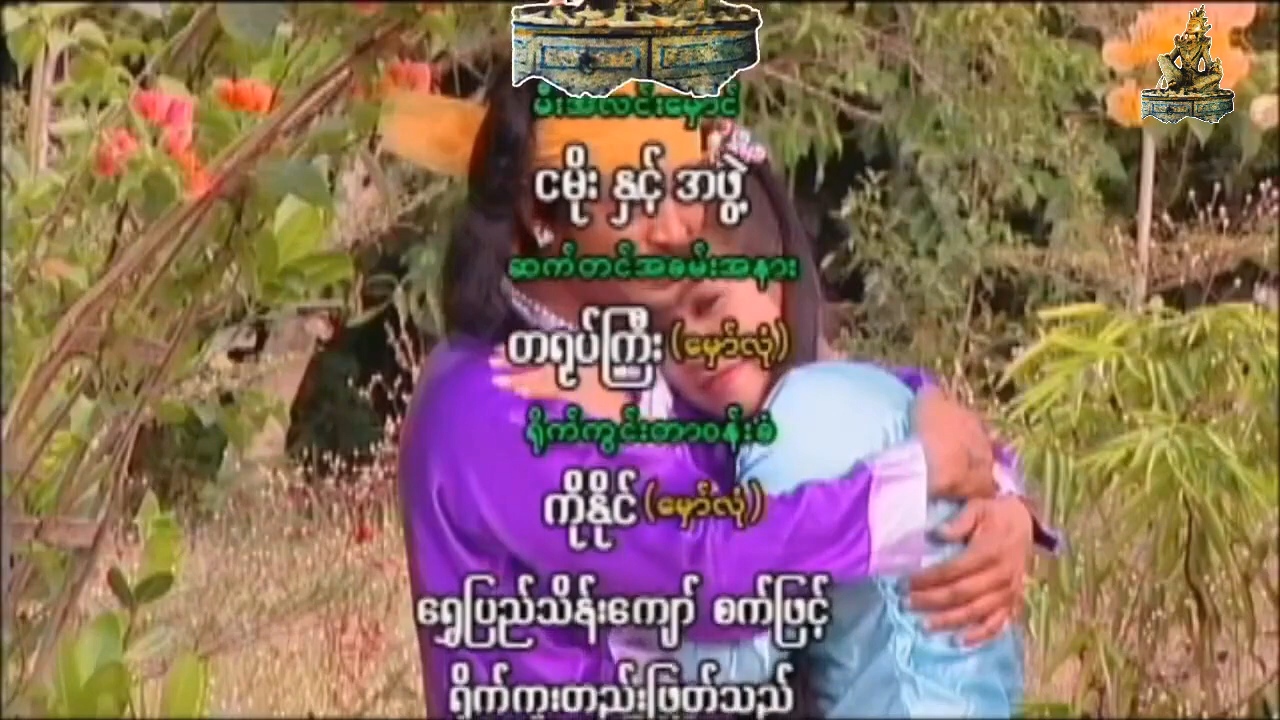 မီးအလင်းမှောင်
ငမိုး နှင့် အဖွဲ့
ဆက်တင်အခမ်းအနား
တရုပ်ကြီး (မှော်လုံ)
ရိုက်ကွင်းတာဝန်ခံ
ကိုနိုင် (မှော်လုံ)
ရွှေပြည်သိန်းကျော် စက်ဖြင့်
ရိုက်ကူးတည်းဖြတ်သည်